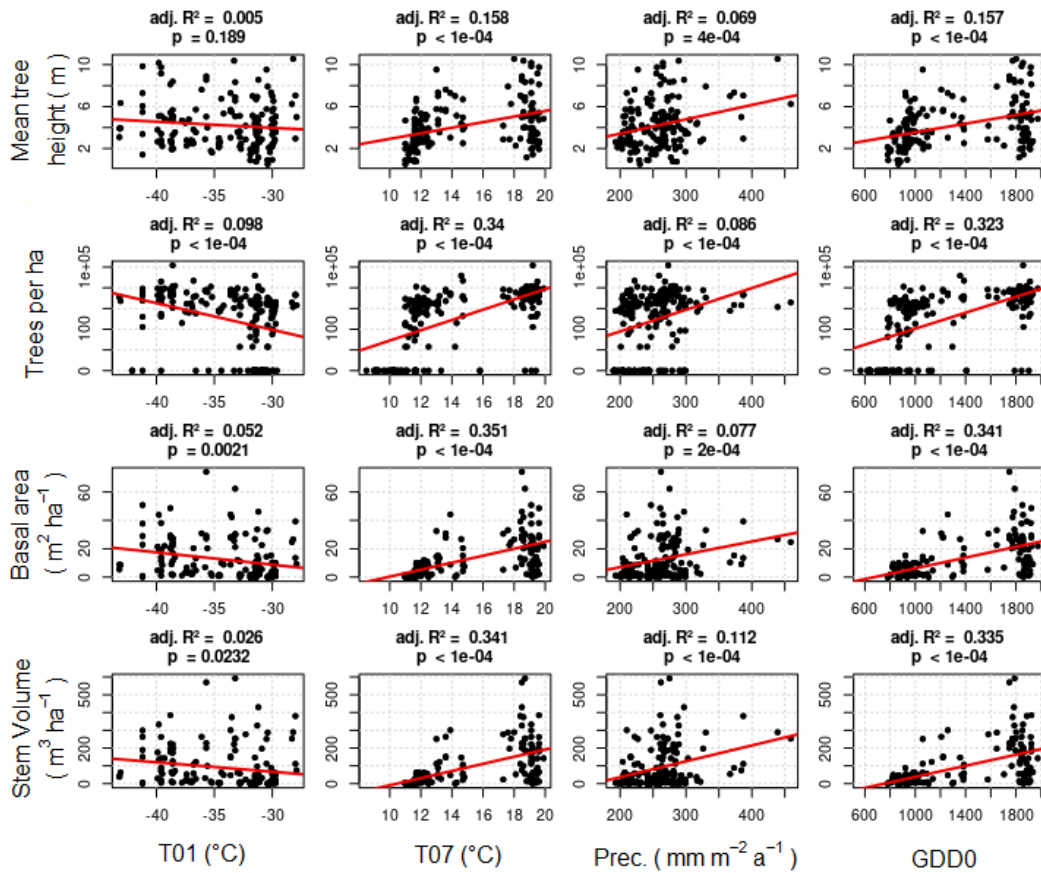 adj. R² = 0.005
p = 0.189
adj. R² = 0.158
p < 1e-04
adj. R² = 0.069
p = 4e-04
adj. R² = 0.157
p < 1e-04
Mean tree
height ( m )
2 6 10
-40 -35 -30
2 6 10
10 12 14 16 18 20
2 6 10
200 300 400
2 6 10
600 1000 1400 1800
adj. R² = 0.098
p < 1e-04
adj. R² = 0.34
p < 1e-04
adj. R² = 0.086
p < 1e-04
adj. R² = 0.323
p < 1e-04
Trees per ha
0 100 1e+05
-40 -35 -30
0 100 1e+05
10 12 14 16 18 20
0 100 1e+05
200 300 400
0 100 1e+05
600 1000 1400 1800
adj. R² = 0.052
p = 0.0021
adj. R² = 0.351
p < 1e-04
adj. R² = 0.077
p = 2e-04
adj. R² = 0.341
p < 1e-04
Basal area
( m² ha⁻¹ )
0 20 60
-40 -35 -30
0 20 60
10 12 14 16 18 20
0 20 60
200 300 400
0 20 60
600 1000 1400 1800
adj. R² = 0.026
p = 0.0232
adj. R² = 0.341
p < 1e-04
adj. R² = 0.112
p < 1e-04
adj. R² = 0.335
p < 1e-04
Stem Volume
( m³ ha⁻¹ )
0 200 500
-40 -35 -30
0 200 500
10 12 14 16 18 20
0 200 500
200 300 400
0 200 500
600 1000 1400 1800
T01 (°C)
T07 (°C)
Prec. ( mm m⁻² a⁻¹ )
GDD0